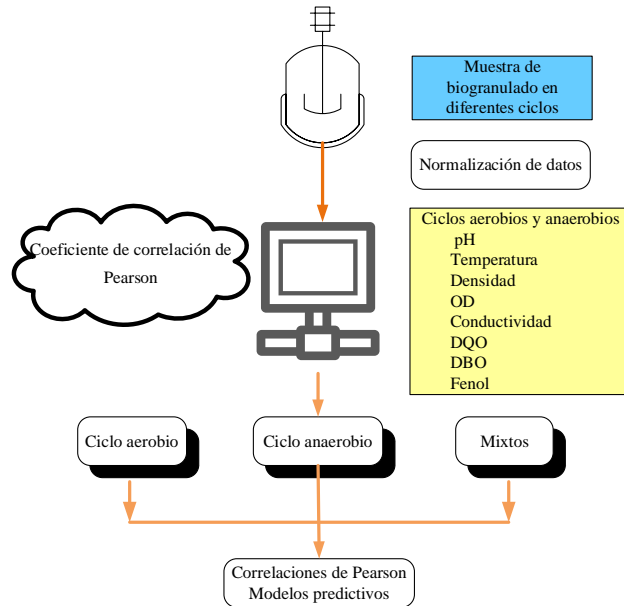 Muestra de
biogranulado en
diferentes ciclos
Normalización de datos
Coeficiente de correlación de
Pearson
Ciclos aerobios y anaerobios
pH
Temperatura
Densidad
OD
Conductividad
DQO
DBO
Fenol
Ciclo aerobio
Ciclo anaerobio
Mixtos
Correlaciones de Pearson
Modelos predictivos